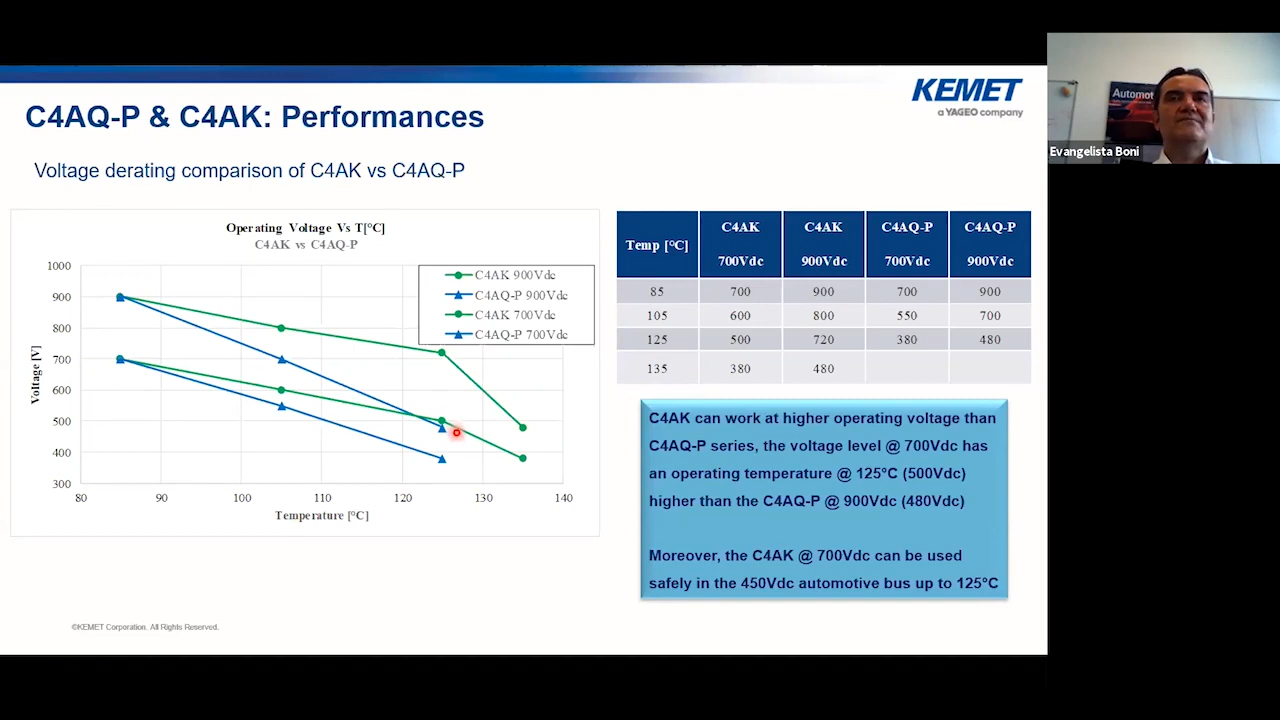 KEMET
a YAGEO company
C4AQ-P & C4AK: Performances
Voltage derating comparison of C4AK vs C4AQ-P
Operating Voltage Vs T[°C]
C4AK vs C4AQ-P
C4AK 900Vdc
C4AQ-P 900Vdc
C4AK 700Vdc
C4AQ-P 700Vdc
Voltage [V]
1000
900
800
700
600
500
400
300
80 90 100 110 120 130 140
Temperature [°C]
Temp [°C] C4AK 700Vdc C4AK 900Vdc C4AQ-P 700Vdc C4AQ-P 900Vdc
85 700 900 700 900
105 600 800 550 700
125 500 720 380 480
135 380 480
C4AK can work at higher operating voltage than
C4AQ-P series, the voltage level @ 700Vdc has
an operating temperature @ 125°C (500Vdc)
higher than the C4AQ-P @ 900Vdc (480Vdc)
Moreover, the C4AK @ 700Vdc can be used
safely in the 450Vdc automotive bus up to 125°C
©KEMET Corporation. All Rights Reserved.
Automot
Evangelista Boni